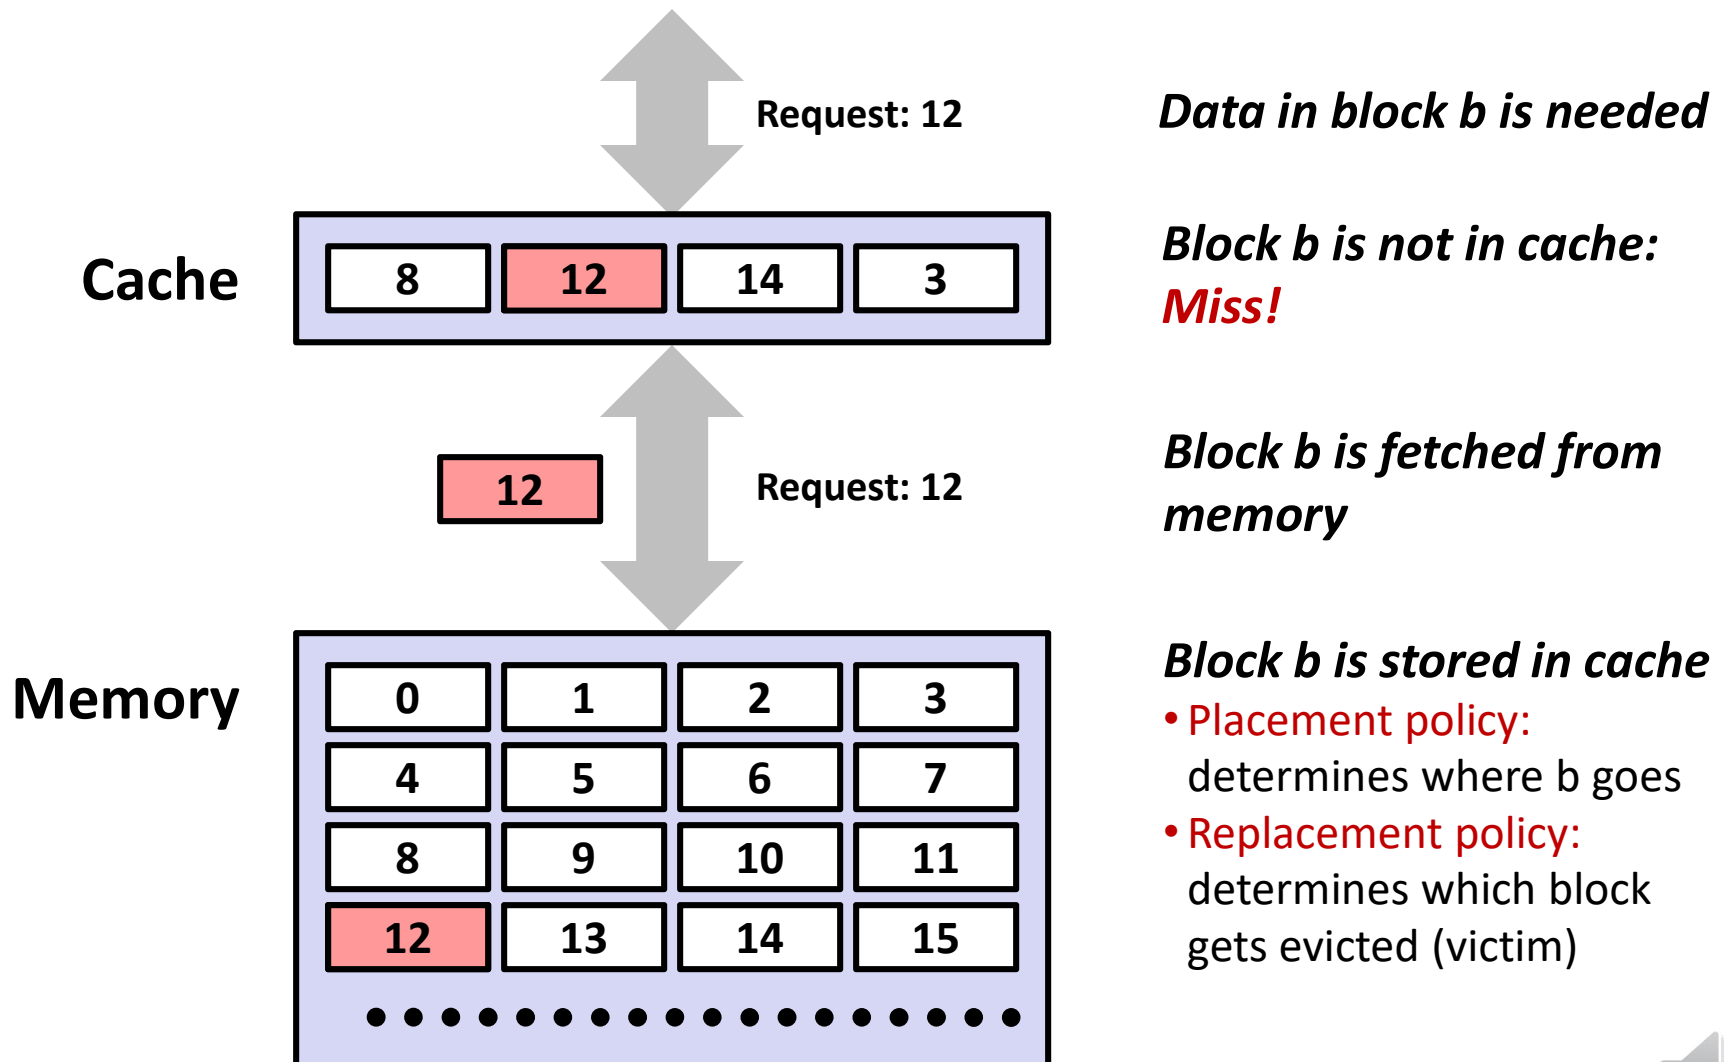 Request: 12
Data in block b is needed
Cache
8 12 14 3
Block b is not in cache:
Miss!
12
Request: 12
Block b is fetched from
memory
Memory
0 1 2 3
4 5 6 7
8 9 10 11
12 13 14 15
Block b is stored in cache
• Placement policy:
determines where b goes
• Replacement policy:
determines which block
gets evicted (victim)